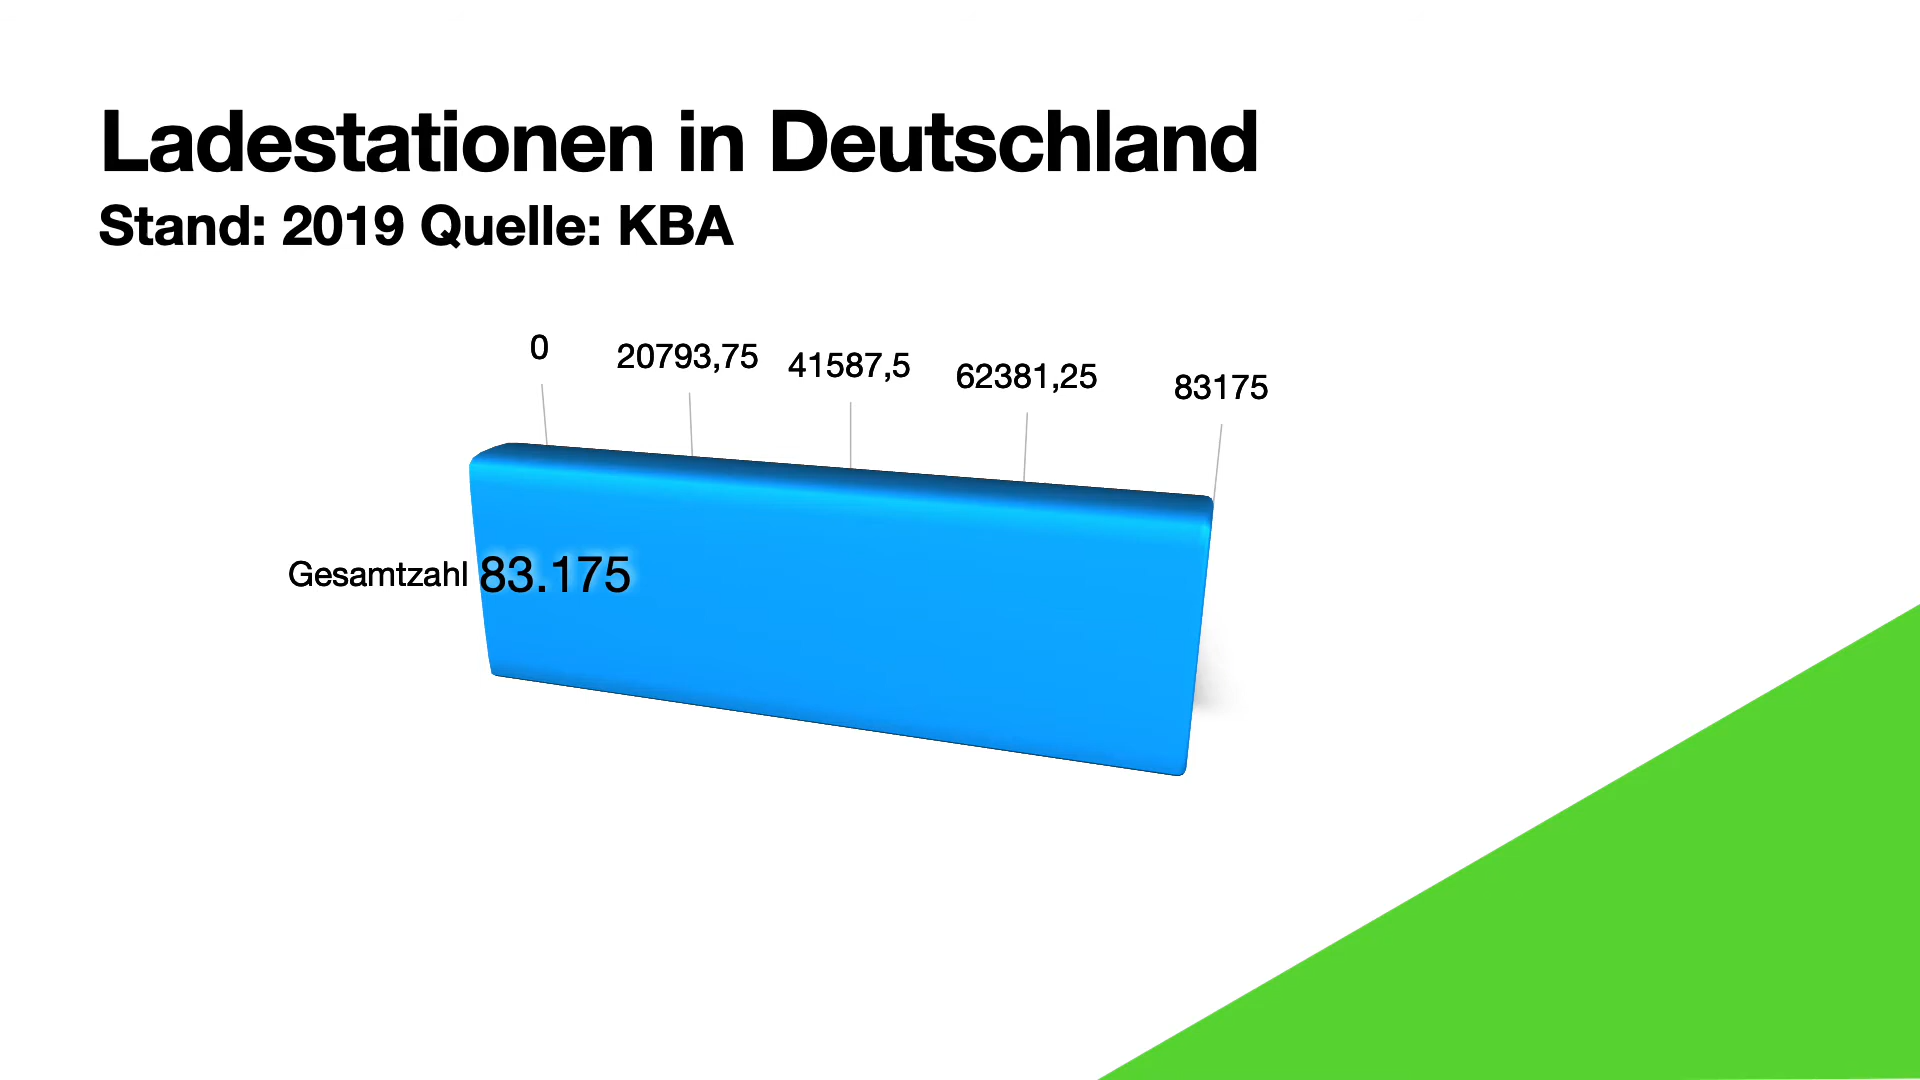 Ladestationen in Deutschland
Stand: 2019 Quelle: KBA
0
20793,75
41587,5
62381,25
83175
Gesamtzahl 83.175